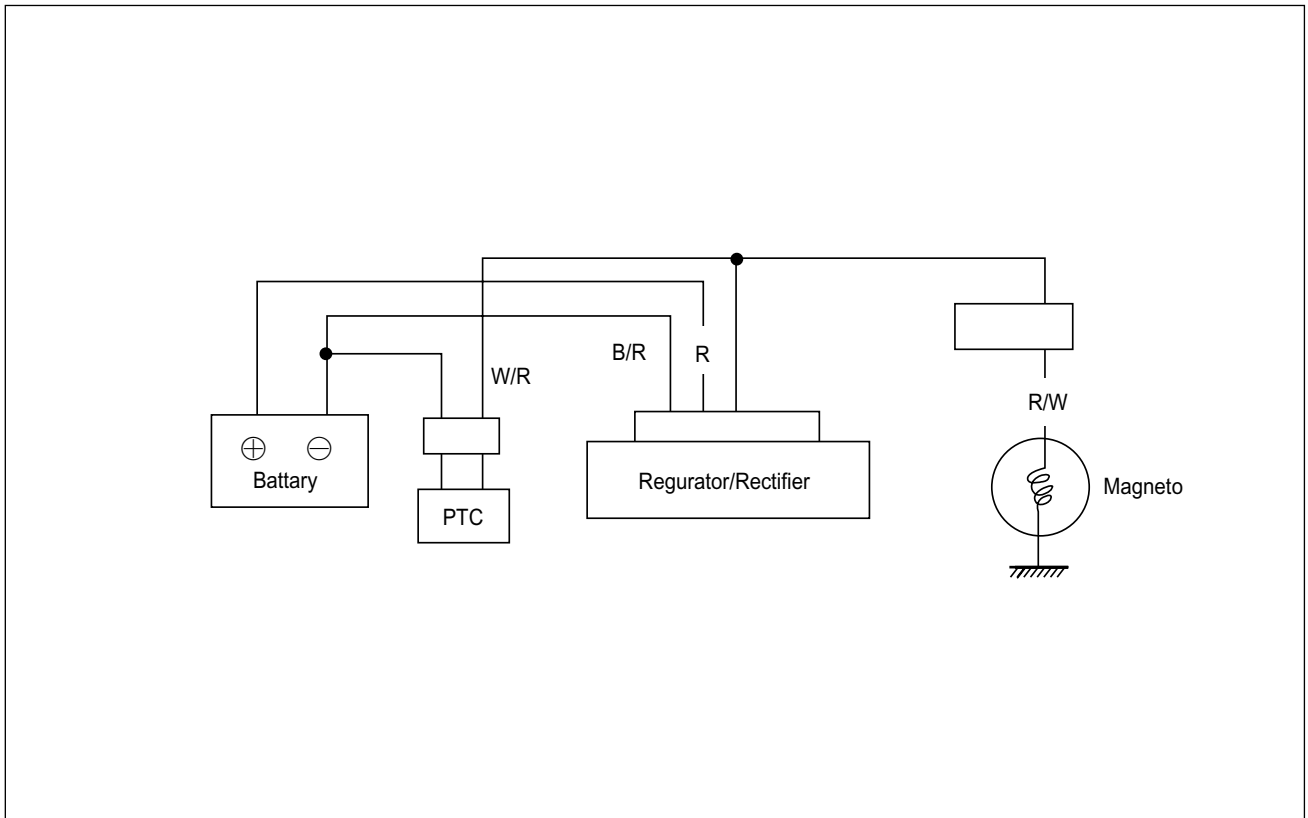 B/R
R
W/R
R/W
⊕ ⊖
Battary
Regurator/Rectifier
Magneto
PTC